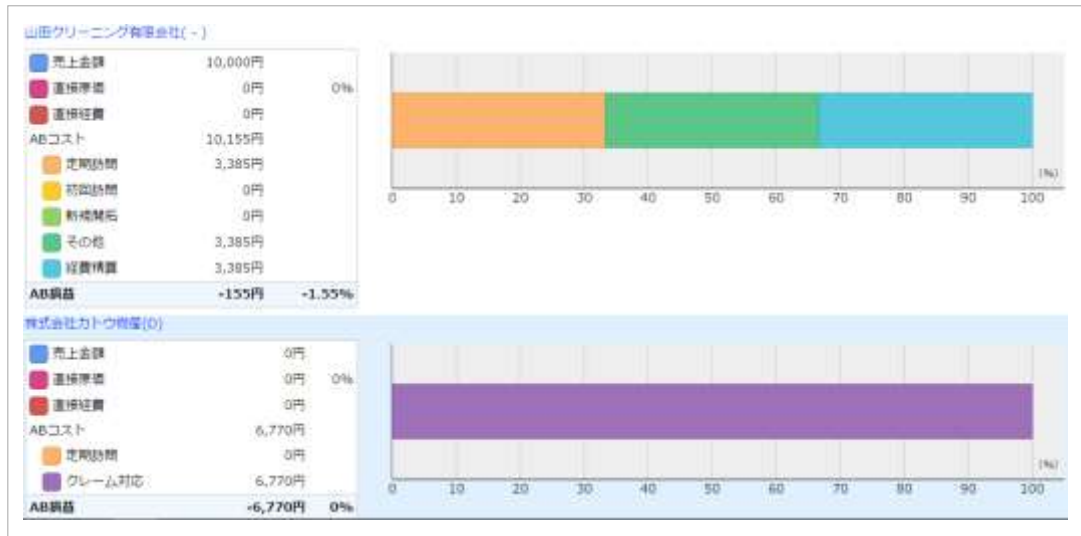 山田クリーニング有限会社( - )
売上金額 10,000円
直接原価 0円 0%
直接経費 0円
ABコスト 10,155円
定期訪問 3,385円
初回訪問 0円
新規開拓 0円
その他 3,385円
経費精算 3,385円
AB損益 -155円 -1.55%
(%)
0 10 20 30 40 50 60 70 80 90 100
株式会社カトウ物産(D)
売上金額 0円
直接原価 0円 0%
直接経費 0円
ABコスト 6,770円
定期訪問 0円
クレーム対応 6,770円
AB損益 -6,770円 0%
(%)
0 10 20 30 40 50 60 70 80 90 100